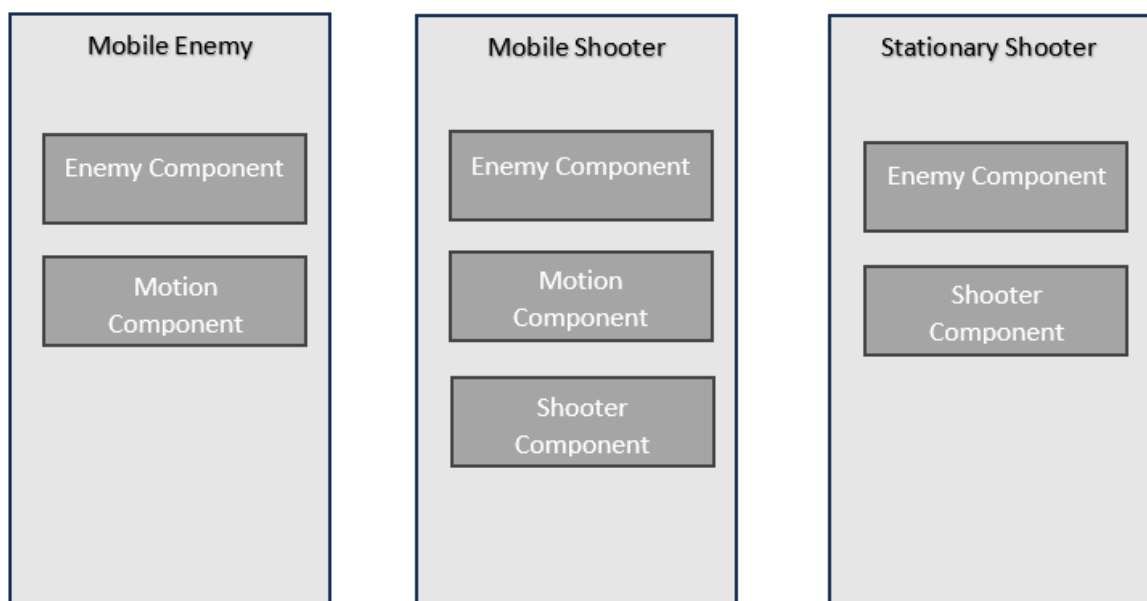 Mobile Enemy
Enemy Component
Motion
Component
Mobile Shooter
Enemy Component
Motion
Component
Shooter
Component
Stationary Shooter
Enemy Component
Shooter
Component